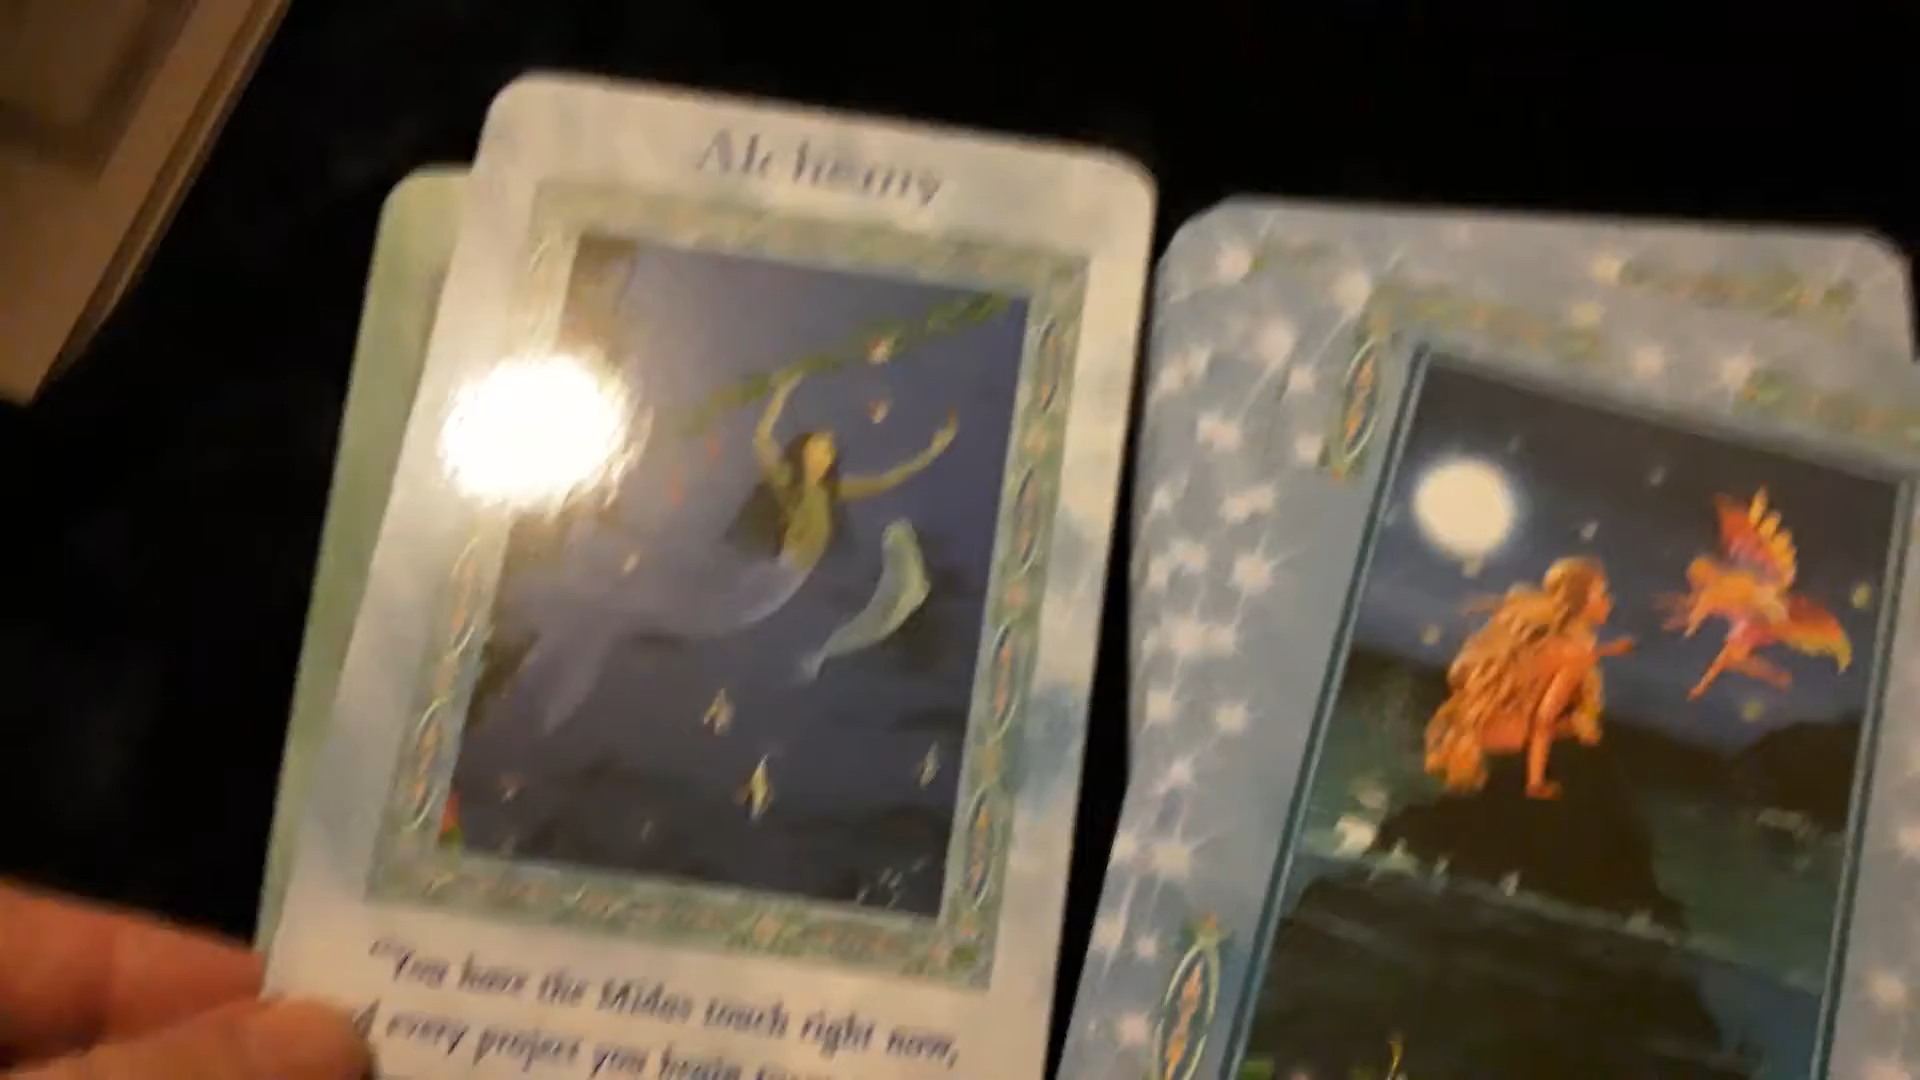 Alchemy
"You have the Midas touch right now,
every project you begin